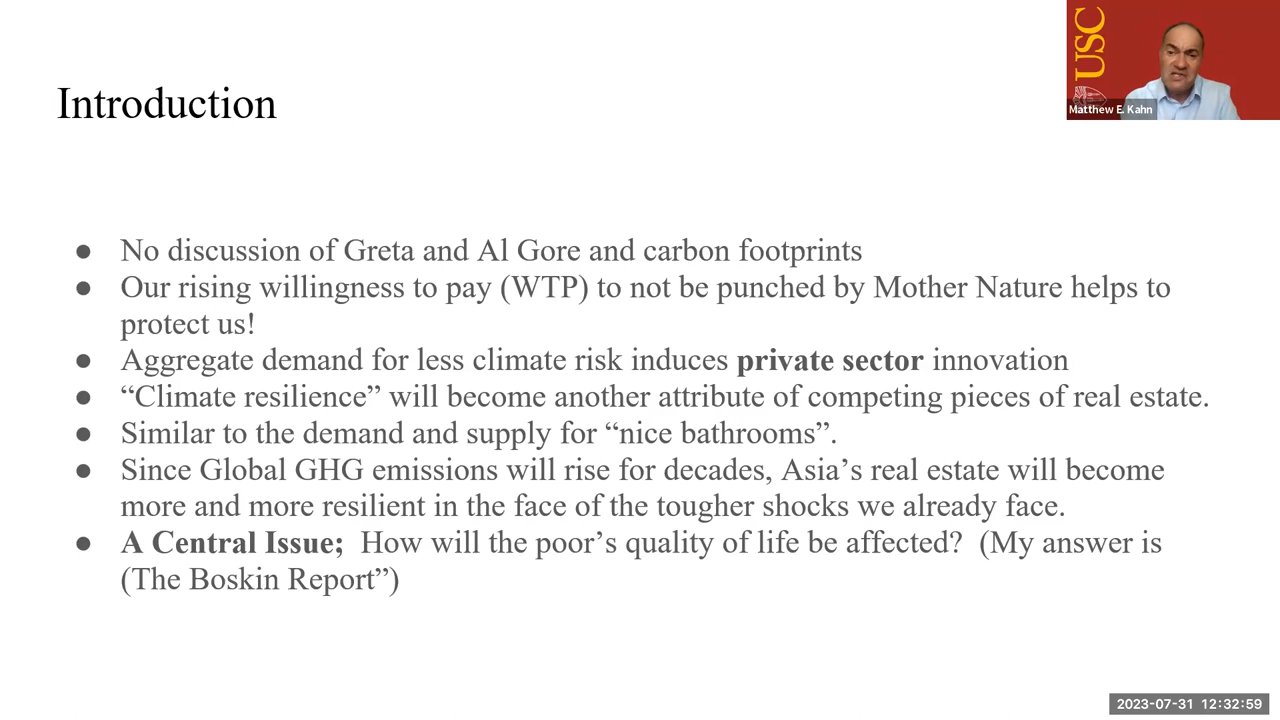 USC
Matthew E. Kahn
Introduction
● No discussion of Greta and Al Gore and carbon footprints
● Our rising willingness to pay (WTP) to not be punched by Mother Nature helps to
protect us!
● Aggregate demand for less climate risk induces private sector innovation
● “Climate resilience” will become another attribute of competing pieces of real estate.
● Similar to the demand and supply for “nice bathrooms”.
● Since Global GHG emissions will rise for decades, Asia’s real estate will become
more and more resilient in the face of the tougher shocks we already face.
● A Central Issue;  How will the poor’s quality of life be affected?  (My answer is
(The Boskin Report”)
2023-07-31 12:32:59